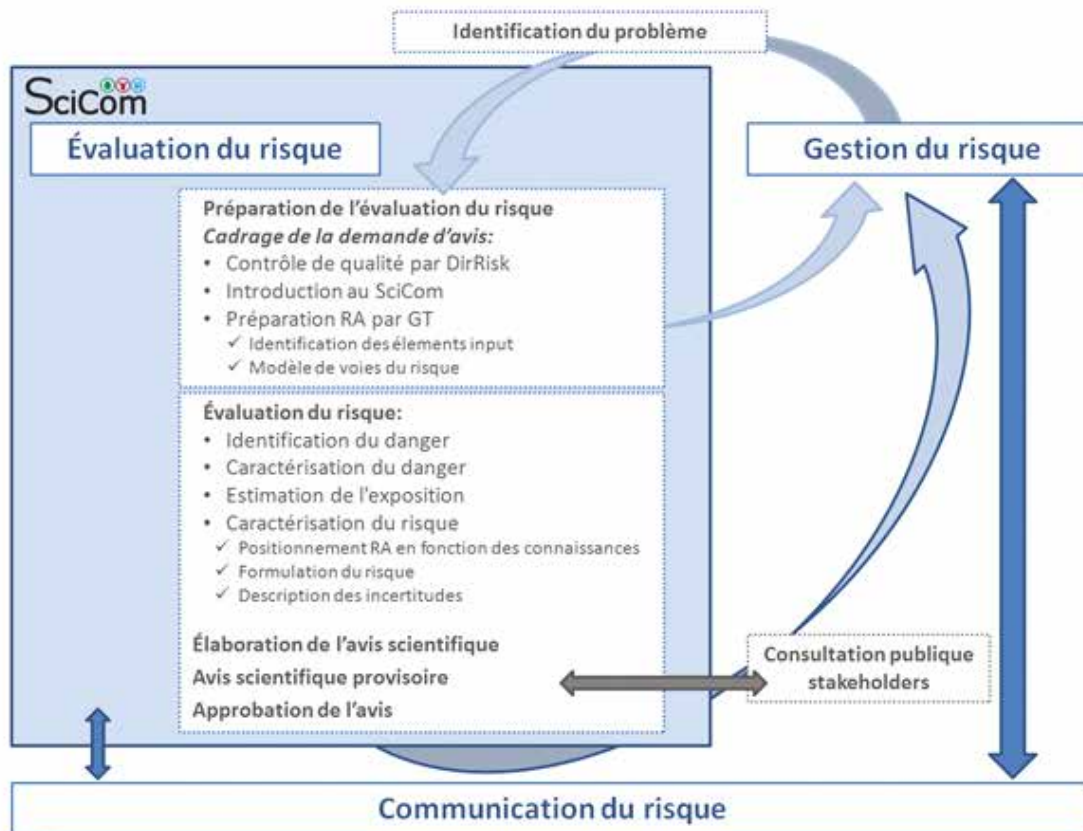 Identification du problème
SciCom
Évaluation du risque
Gestion du risque
Préparation de l'évaluation du risque
Cadrage de la demande d'avis:
• Contrôle de qualité par DirRisk
• Introduction au SciCom
• Préparation RA par GT
✓ Identification des élements input
✓ Modèle de voies du risque
Évaluation du risque:
• Identification du danger
• Caractérisation du danger
• Estimation de l'exposition
• Caractérisation du risque
✓ Positionnement RA en fonction des connaissances
✓ Formulation du risque
✓ Description des incertitudes
Élaboration de l'avis scientifique
Avis scientifique provisoire
Approbation de l'avis
Consultation publique
stakeholders
Communication du risque